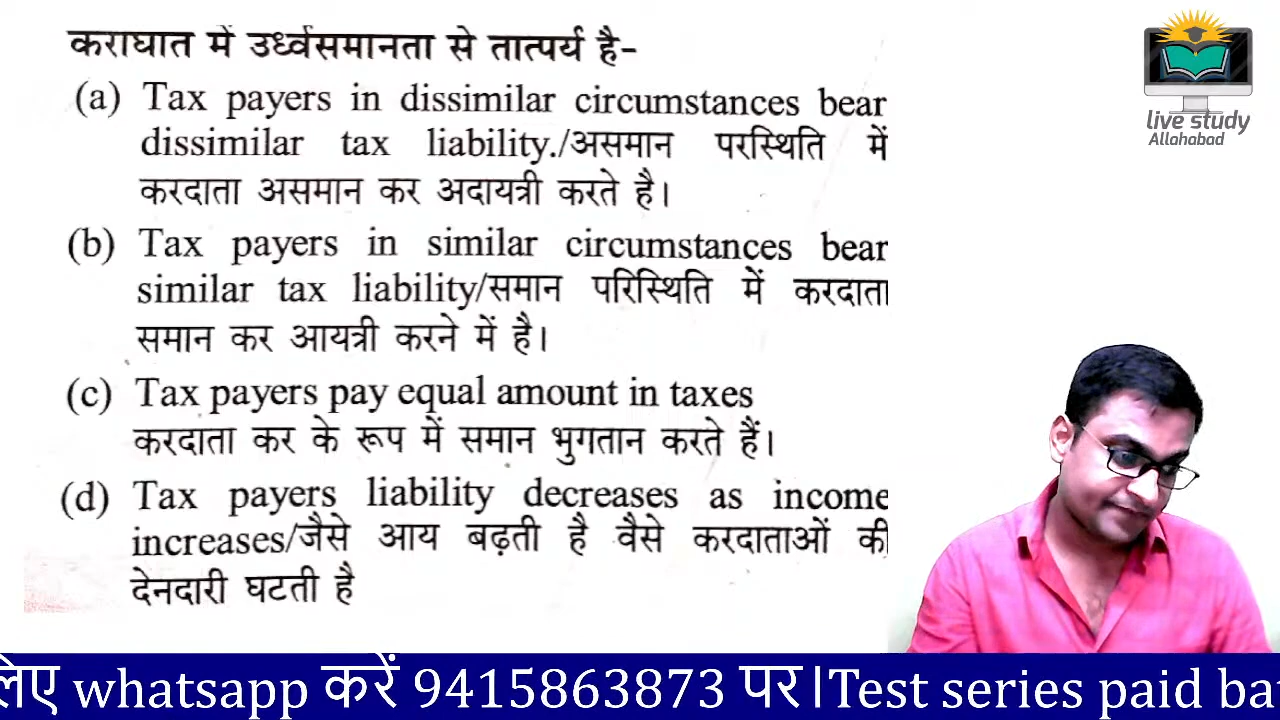 कराघात में उर्ध्वसमानता से तात्पर्य है-
(a) Tax payers in dissimilar circumstances bear
dissimilar tax liability./असमान परस्थिति में
करदाता असमान कर अदायत्री करते है।
(b) Tax payers in similar circumstances bear
similar tax liability/समान परिस्थिति में करदाता
समान कर आयत्री करने में है।
(c) Tax payers pay equal amount in taxes
करदाता कर के रूप में समान भुगतान करते हैं।
(d) Tax payers liability decreases as income
increases/जैसे आय बढ़ती है वैसे करदाताओं की
देनदारी घटती है
live study
Allahabad
लिए whatsapp करें 9415863873 पर।Test series paid ba